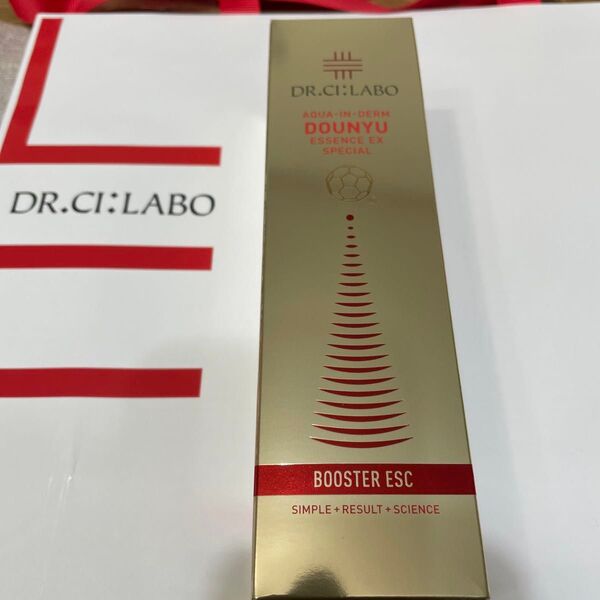 DR.CI:LABO
DR.CI:LABO
AQUA-IN-DERM
DOUNYU
ESSENCE EX
SPECIAL
BOOSTER ESC
SIMPLE + RESULT + SCIENCE